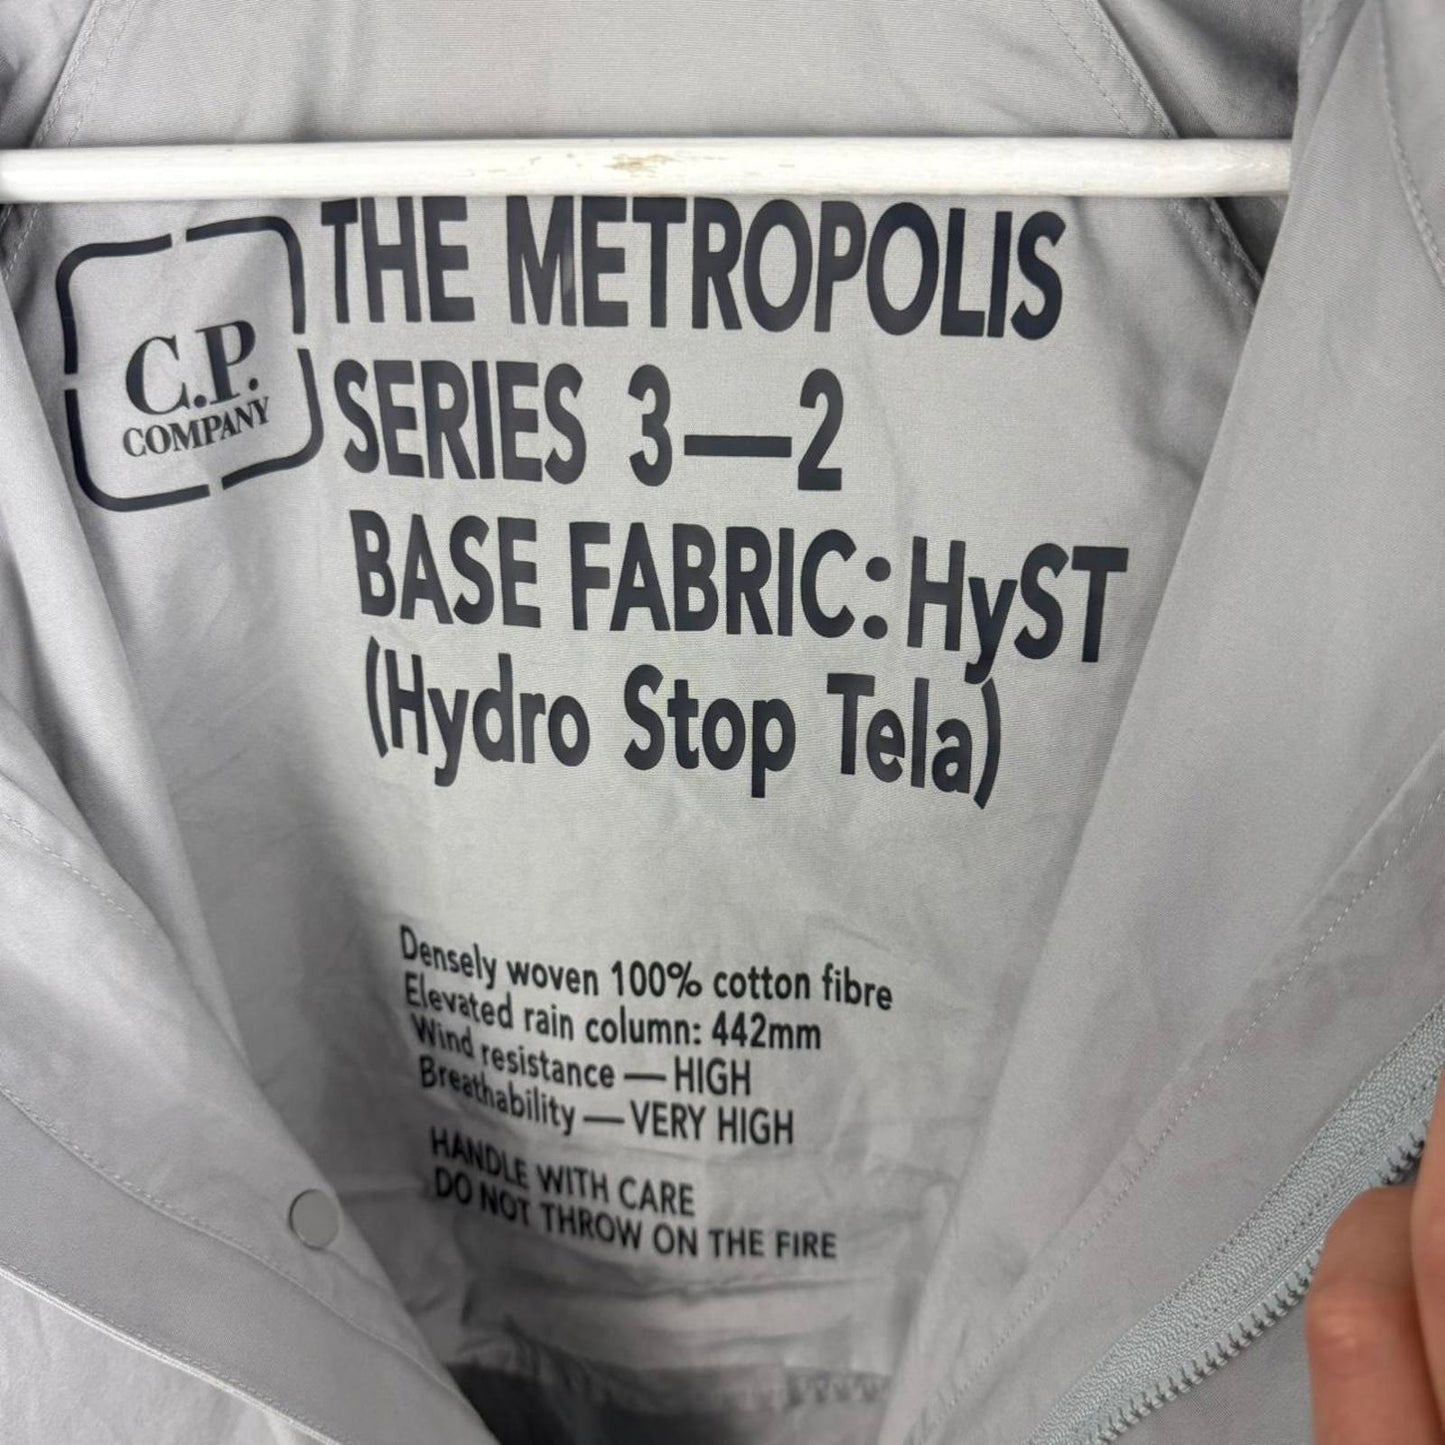 C.P.
COMPANY
THE METROPOLIS
SERIES 3—2
BASE FABRIC: HyST
(Hydro Stop Tela)
Densely woven 100% cotton fibre
Elevated rain column: 442mm
Wind resistance — HIGH
Breathability — VERY HIGH
HANDLE WITH CARE
DO NOT THROW ON THE FIRE